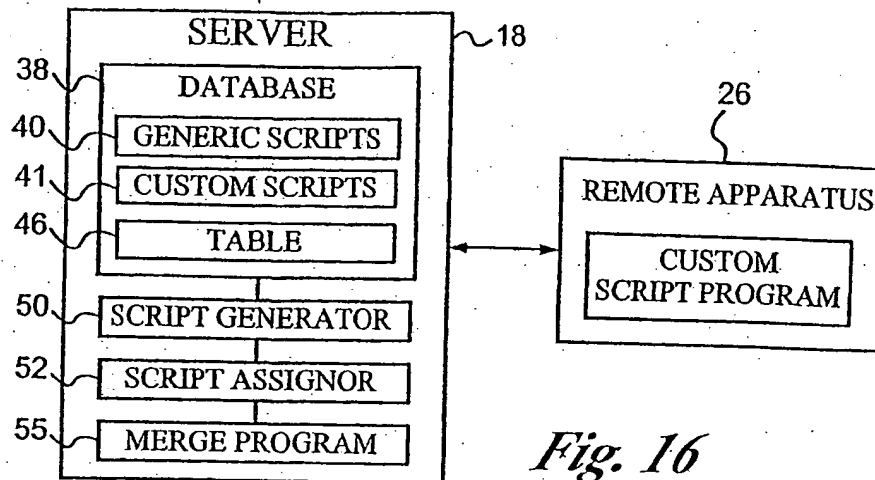 SERVER
18
38
DATABASE
40
GENERIC SCRIPTS
41
CUSTOM SCRIPTS
46
TABLE
50
SCRIPT GENERATOR
52
SCRIPT ASSIGNOR
55
MERGE PROGRAM
26
REMOTE APPARATUS
CUSTOM
SCRIPT PROGRAM
Fig. 16